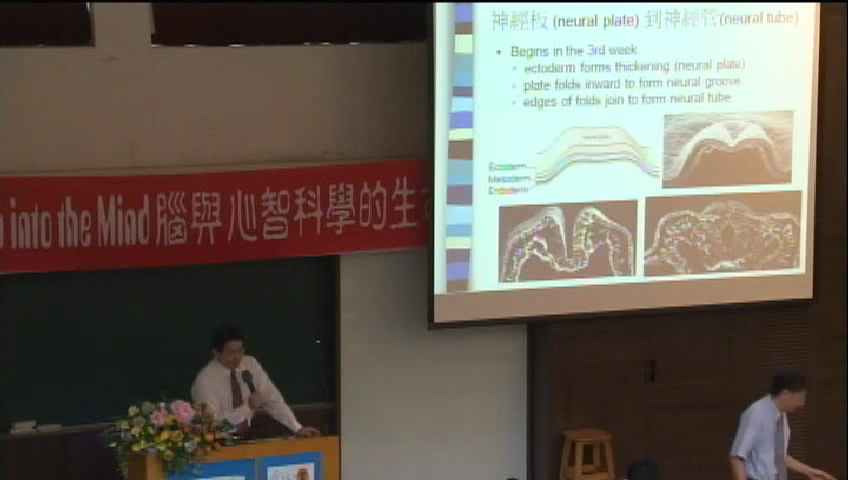 神經板 (neural plate) 到神經管(neural tube)
• Begins in the 3rd week
◦ ectoderm forms thickening (neural plate)
◦ plate folds inward to form neural groove
◦ edges of folds join to form neural tube
Ectoderm
Mesoderm
Endoderm
into the Mind 腦與心智科學的生